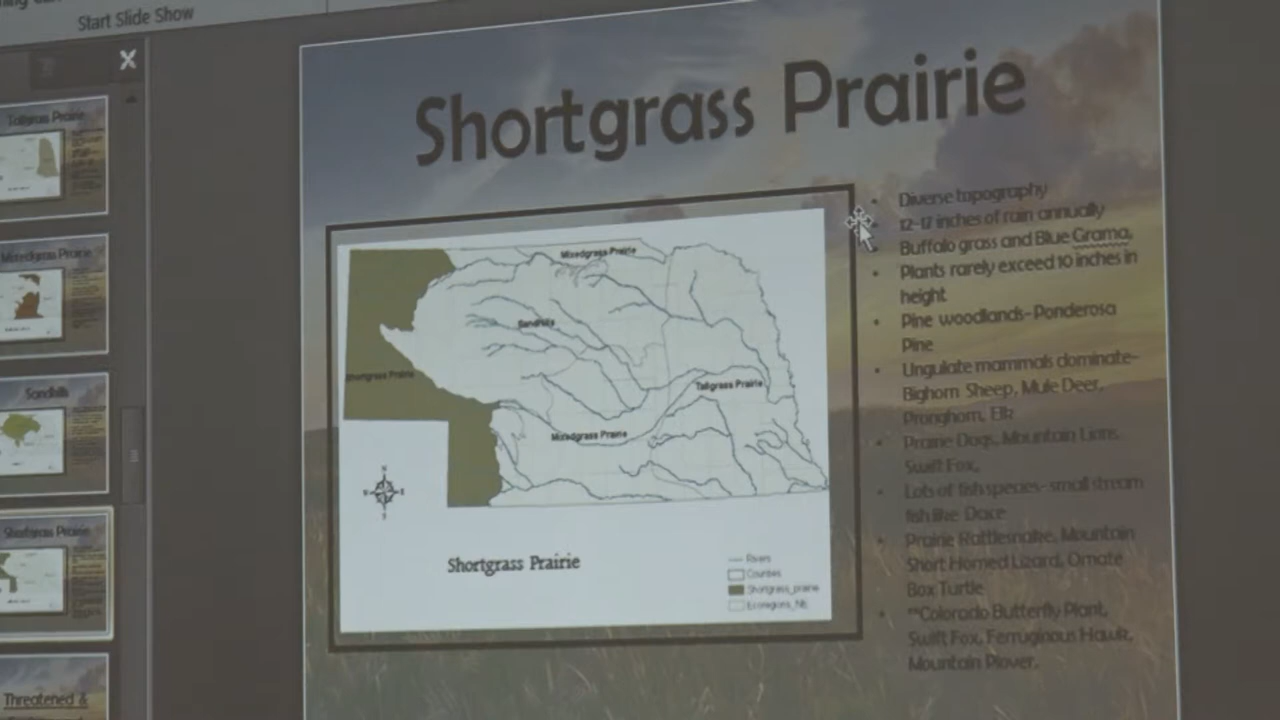 Start Slide Show
X
Tallgrass Prairie
Mixedgrass Prairie
Sandhills
Shortgrass Prairie
Threatened &
Shortgrass Prairie
Mixedgrass Prairie
Sandhills
Shortgrass Prairie
Tallgrass Prairie
Mixedgrass Prairie
N
S
Shortgrass Prairie
Rivers
Counties
Shortgrass_prairie
Ecoregions_NE
• Diverse topography
• 12-17 inches of rain annually
• Buffalo grass and Blue Grama,
• Plants rarely exceed 10 inches in
height
• Pine woodlands- Ponderosa
Pine
• Ungulate mammals dominate-
Bighorn Sheep, Mule Deer,
Pronghorn, Elk
• Prairie Dogs, Mountain Lions,
Swift Fox,
• Lots of fish species- small stream
fish like Dace
• Prairie Rattlesnake, Mountain
Short Horned Lizard, Ornate
Box Turtle
• **Colorado Butterfly Plant,
Swift Fox, Ferruginous Hawk,
Mountain Plover.